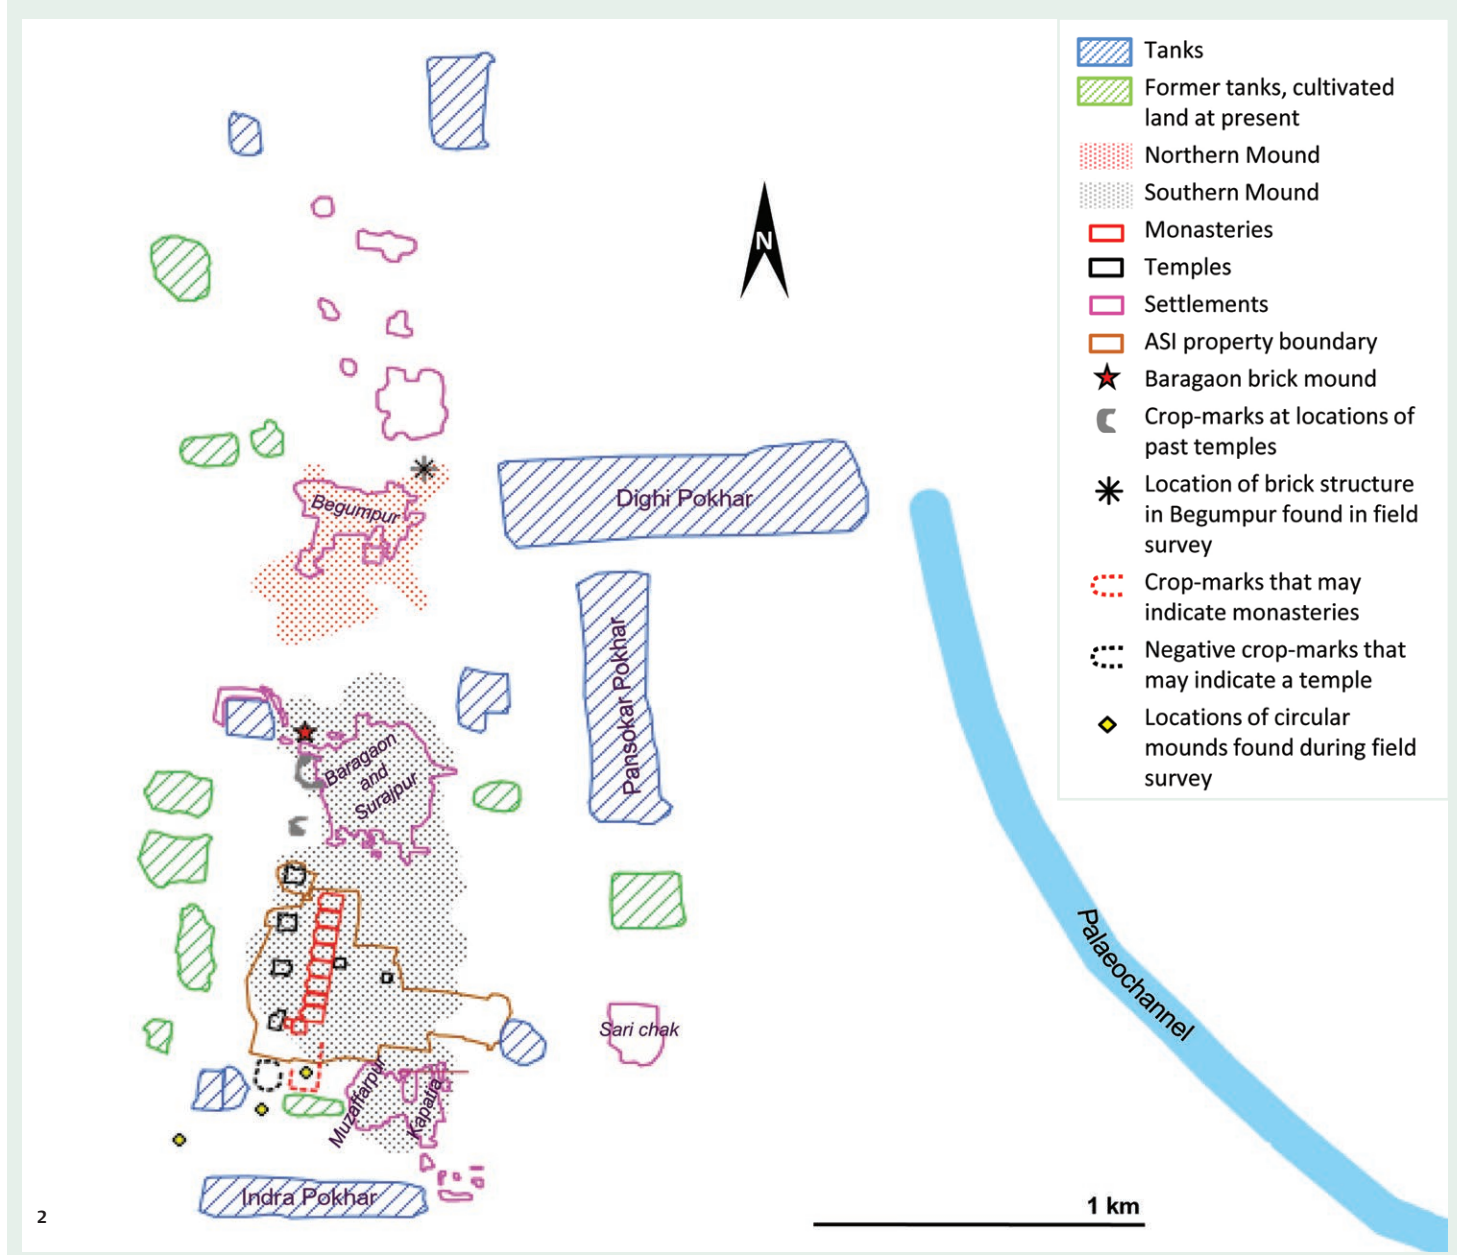 Tanks
Former tanks, cultivated
land at present
Northern Mound
Southern Mound
Monasteries
Temples
Settlements
ASI property boundary
Baragaon brick mound
Crop-marks at locations of
past temples
Location of brick structure
in Begumpur found in field
survey
Crop-marks that may
indicate monasteries
Negative crop-marks that
may indicate a temple
Locations of circular
mounds found during field
survey
N
Begumpur
Dighi Pokhar
Pansokar Pokhar
Baragaon
and
Surajpur
Palaeochannel
Sari chak
Muzaffarpur
Kapatia
Indra Pokhar
1 km
2